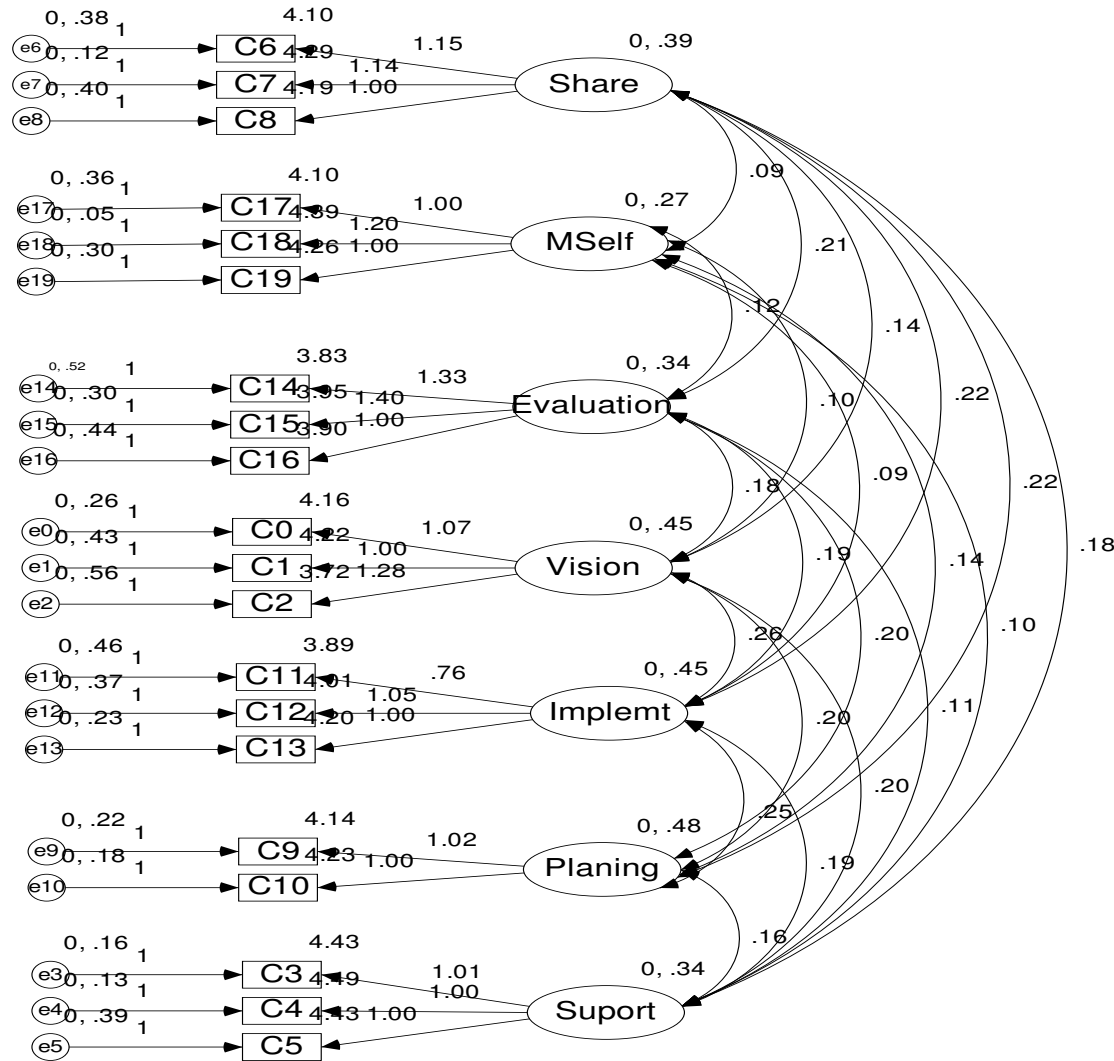 0, .38 1 4.10
e6 C6 1.15 0, .39
0, .12 1 4.29
e7 C7 1.14 Share
0, .40 1 4.19 1.00
e8 C8
.09
0, .36 1 4.10
e17 C17 1.00 0, .27
0, .05 1 4.39
e18 C18 1.20 MSelf .21
0, .30 1 4.26 1.00
e19 C19
.12 .14
0, .52 1 3.83
e14 C14 1.33 0, .34
0, .30 1 3.95
e15 C15 1.40 Evaluation .10 .22
0, .44 1 3.90 1.00
e16 C16
.18 .09 .22
0, .26 1 4.16
e0 C0 1.07 0, .45
0, .43 1 4.22
e1 C1 1.00 Vision .19 .14 .18
0, .56 1 3.72 1.28
e2 C2
.26 .20 .10
0, .46 1 3.89
e11 C11 .76 0, .45
0, .37 1 4.01
e12 C12 1.05 Implemt .20 .11
0, .23 1 4.20 1.00
e13 C13
.25 .20
0, .22 1 4.14
e9 C9 1.02 0, .48
0, .18 1 4.23 1.00
e10 C10 Planing .19
.16
0, .16 1 4.43
e3 C3 1.01 0, .34
0, .13 1 4.49
e4 C4 1.00 Suport
0, .39 1 4.43 1.00
e5 C5